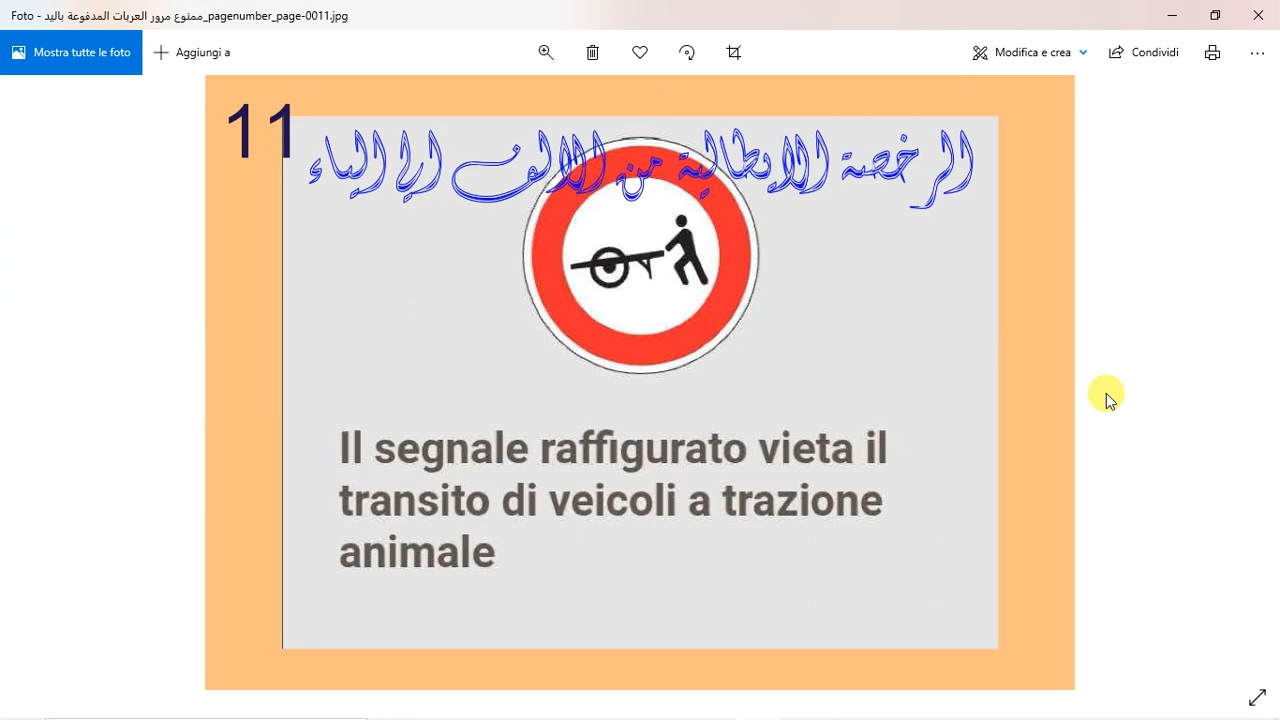 Foto - ممنوع مرور العربات المدفوعة باليد_pagenumber_page-0011.jpg
Mostra tutte le foto
Aggiungi a
Modifica e crea
Condividi
11
الرخصة الايطالية من الالف الي الياء
Il segnale raffigurato vieta il
transito di veicoli a trazione
animale